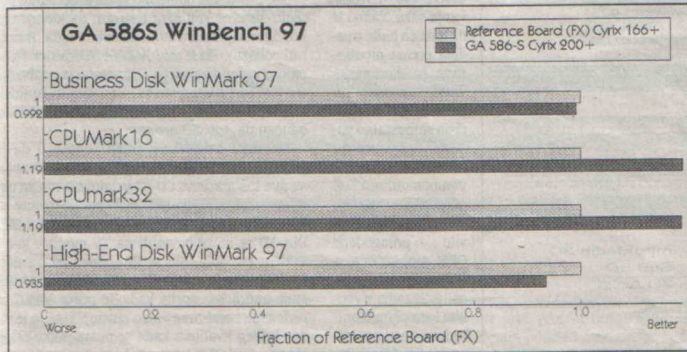 GA 586S WinBench 97
Reference Board (FX) Cyrix 166+
GA 586-S Cyrix 200+
Business Disk WinMark 97
1
0.992
CPUMark16
1
1.19
CPUmark32
1
1.19
High-End Disk WinMark 97
1
0.935
0 0.2 0.4 0.6 0.8 1.0
Worse Better
Fraction of Reference Board (FX)